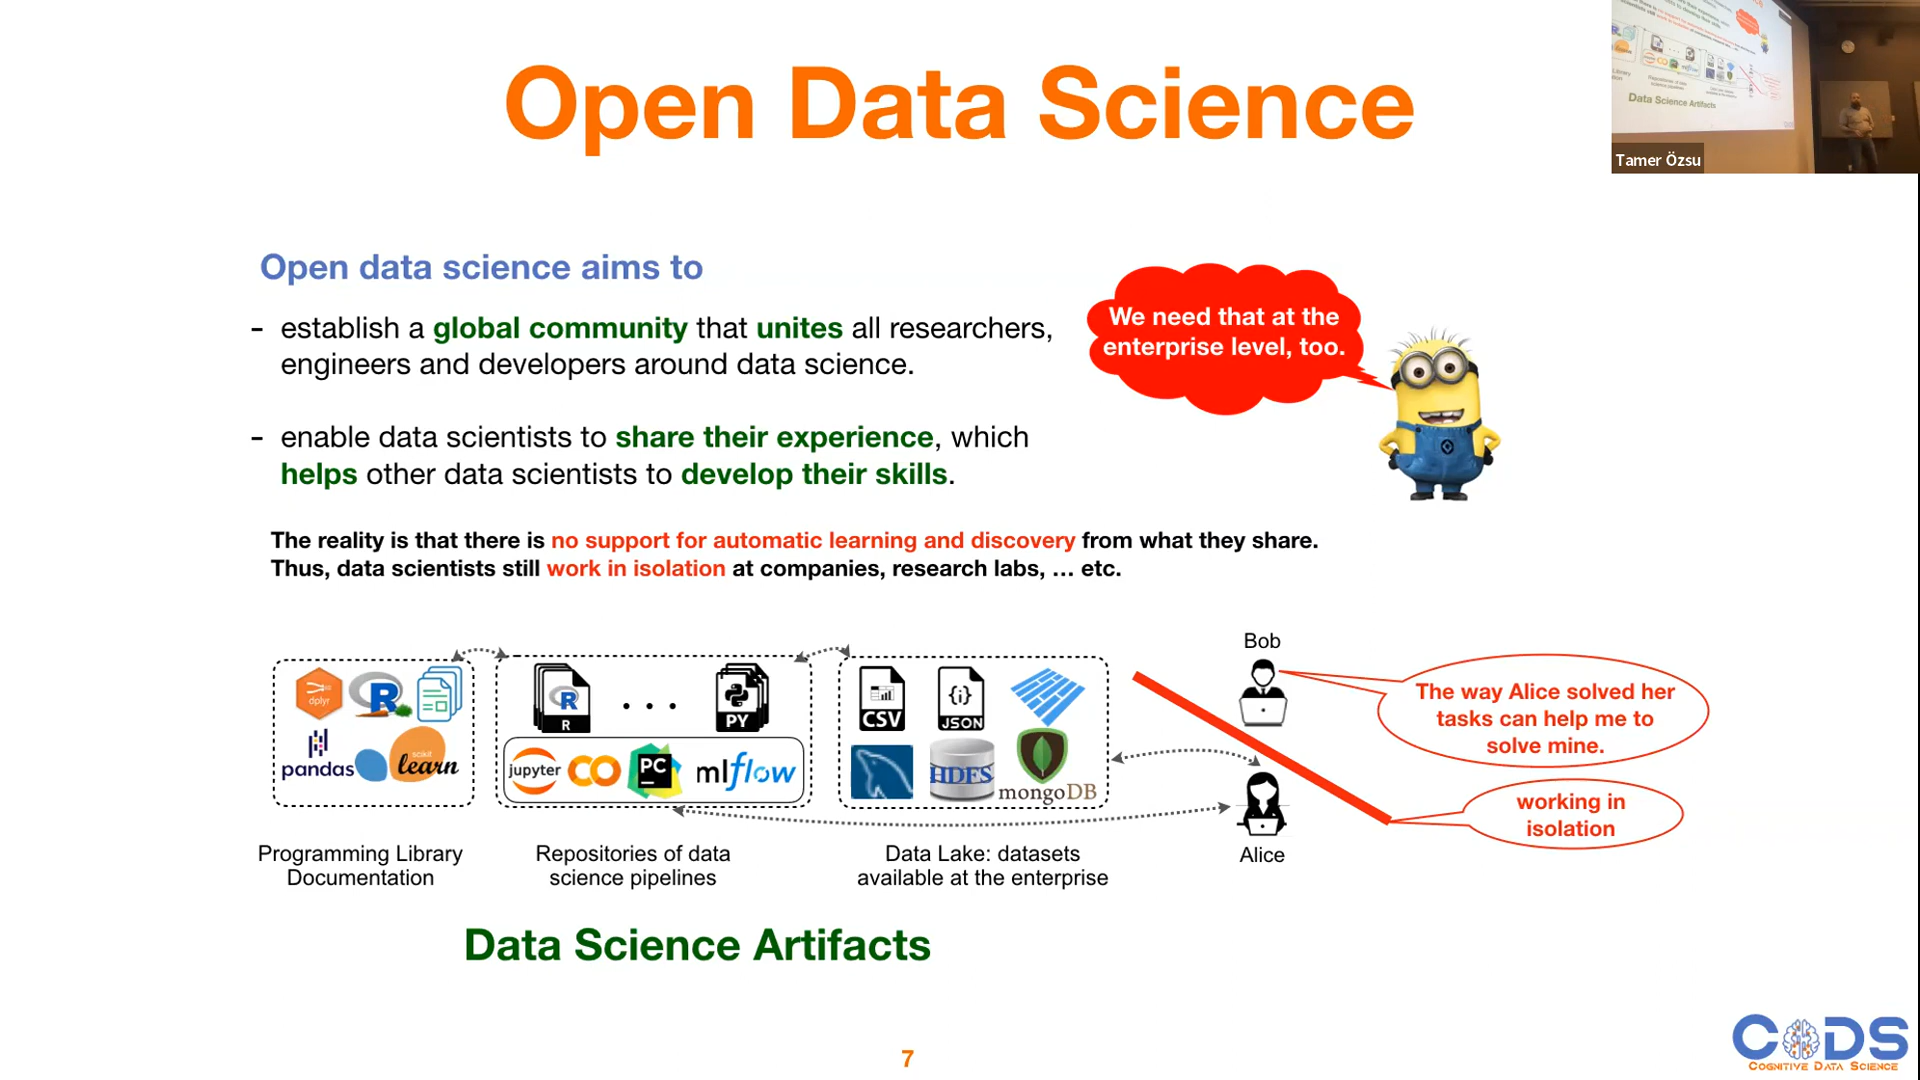 Open Data Science
Tamer Özsu
Data Science Artifacts
Open data science aims to
- establish a global community that unites all researchers,
engineers and developers around data science.
- enable data scientists to share their experience, which
helps other data scientists to develop their skills.
We need that at the
enterprise level, too.
The reality is that there is no support for automatic learning and discovery from what they share.
Thus, data scientists still work in isolation at companies, research labs, ... etc.
dplyr
R
pandas
scikit
learn
R
R
. . .
PY
jupyter
CO
PC
mlflow
CSV
{i}
JSON
HDFS
mongoDB
Bob
The way Alice solved her
tasks can help me to
solve mine.
Alice
working in
isolation
Programming Library
Documentation
Repositories of data
science pipelines
Data Lake: datasets
available at the enterprise
Data Science Artifacts
7
CODS
COGNITIVE DATA SCIENCE